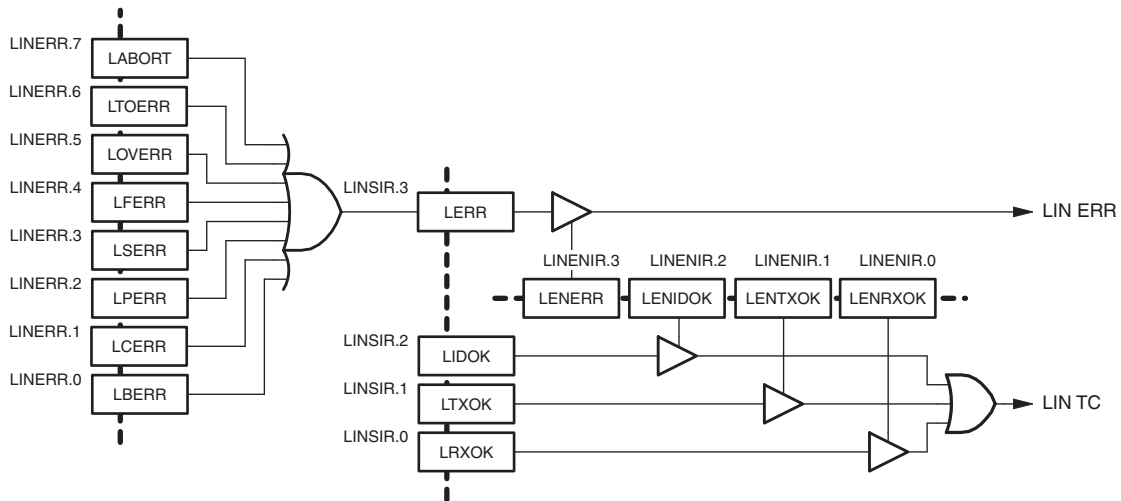 LINERR.7
LABORT
LINERR.6
LTOERR
LINERR.5
LOVERR
LINERR.4
LFERR
LINERR.3
LSERR
LINERR.2
LPERR
LINERR.1
LCERR
LINERR.0
LBERR
LINSIR.3
LERR
LIN ERR
LINENIR.3 LINENIR.2 LINENIR.1 LINENIR.0
LENERR LENIDOK LENTXOK LENRXOK
LINSIR.2
LIDOK
LINSIR.1
LTXOK
LIN TC
LINSIR.0
LRXOK